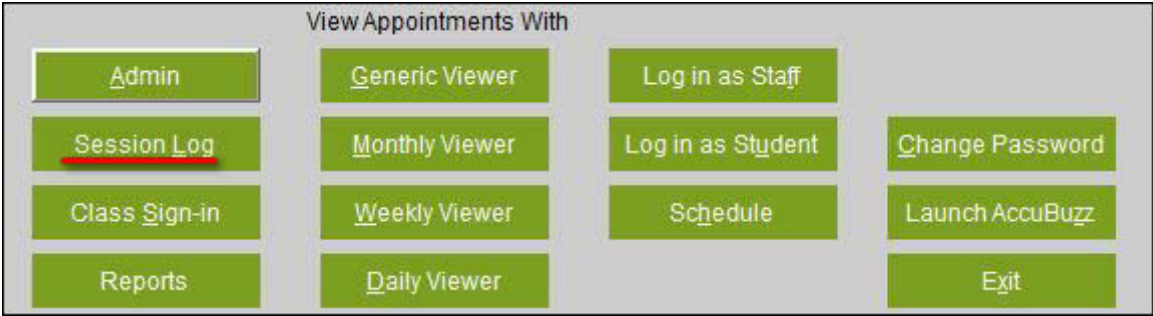 View Appointments With
Admin
Generic Viewer
Log in as Staff
Session Log
Monthly Viewer
Log in as Student
Change Password
Class Sign-in
Weekly Viewer
Schedule
Launch AccuBuzz
Reports
Daily Viewer
Exit